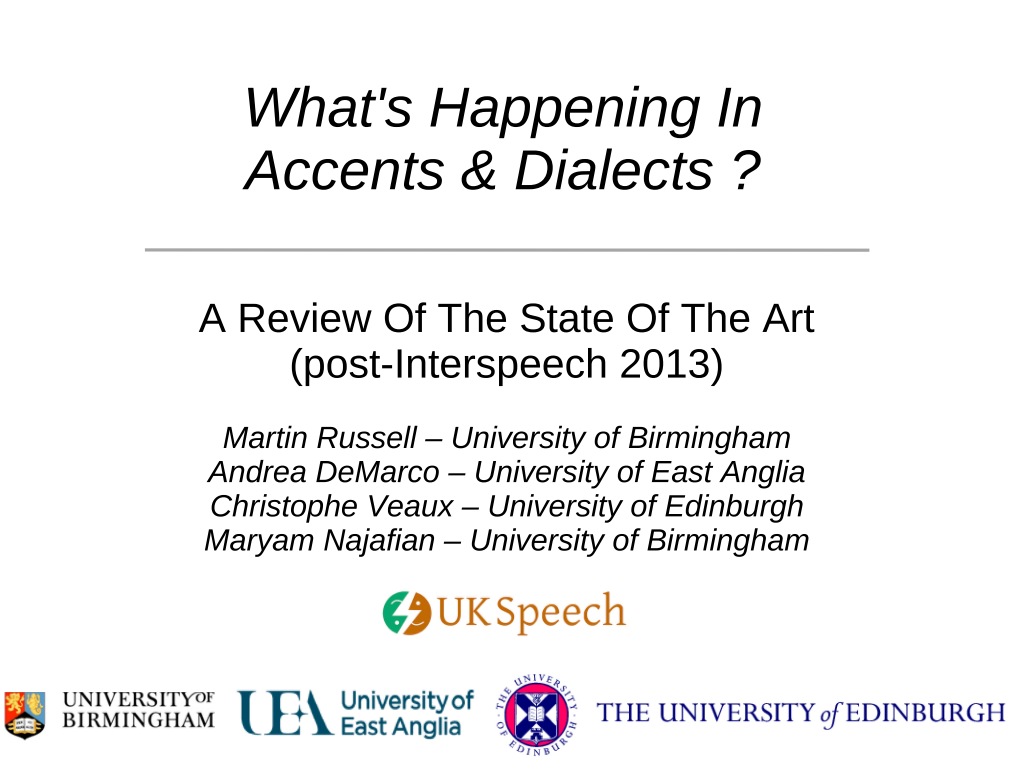 What's Happening In
Accents & Dialects ?
A Review Of The State Of The Art
(post-Interspeech 2013)
Martin Russell – University of Birmingham
Andrea DeMarco – University of East Anglia
Christophe Veaux – University of Edinburgh
Maryam Najafian – University of Birmingham
UK Speech
UNIVERSITY OF
BIRMINGHAM
UEA
University of
East Anglia
THE UNIVERSITY OF EDINBURGH
THE UNIVERSITY of EDINBURGH